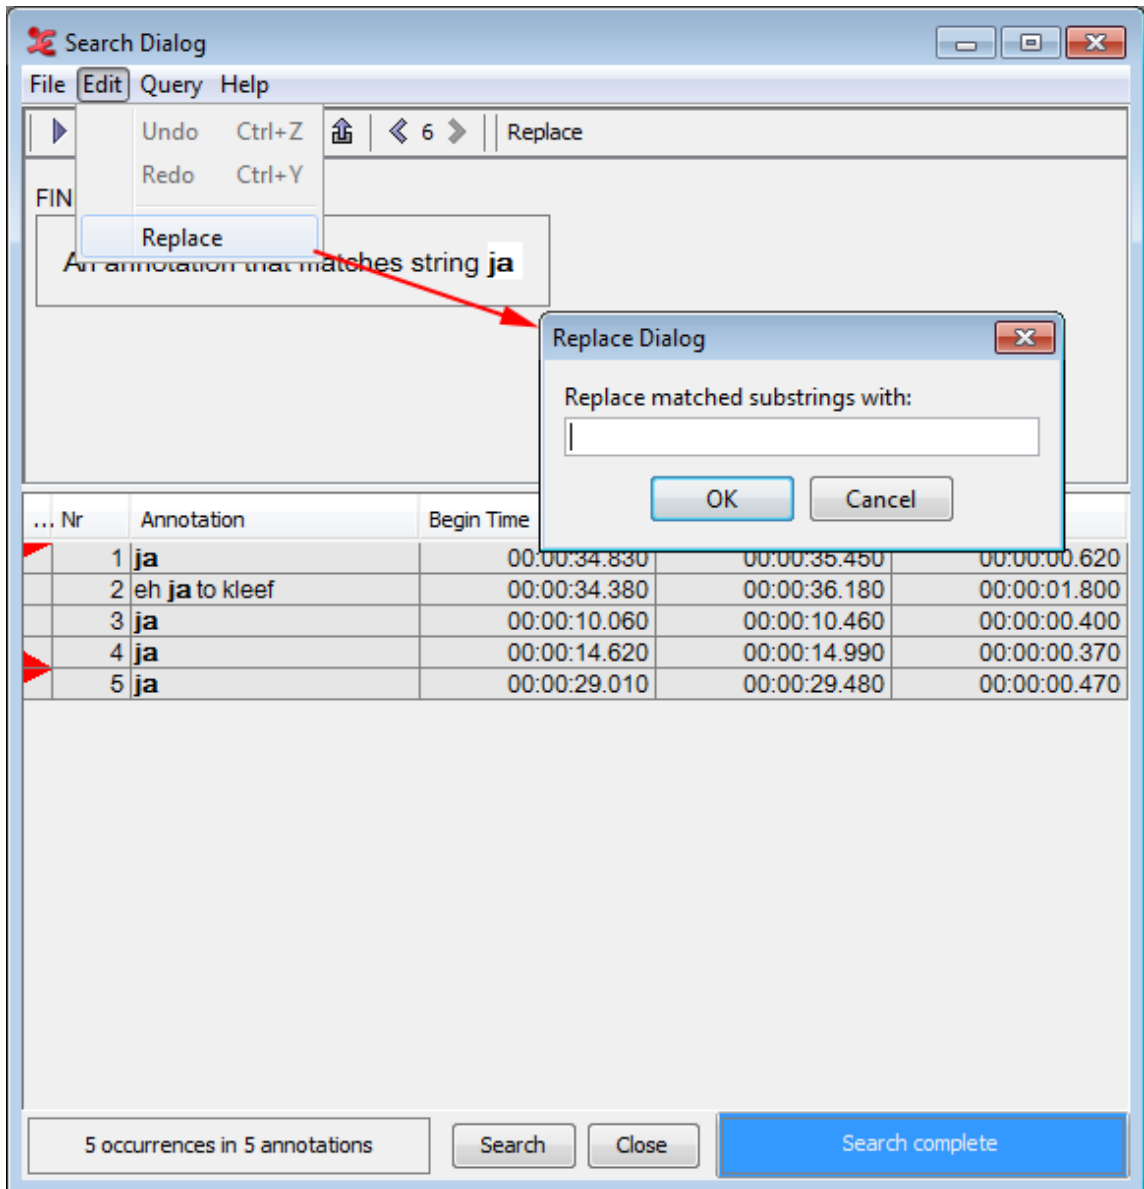 Search Dialog
File Edit Query Help
Undo Ctrl+Z
6 Replace
Redo Ctrl+Y
FIN
Replace
An annotation that matches string ja
Replace Dialog
Replace matched substrings with:
OK Cancel
... Nr Annotation Begin Time
1 ja 00:00:34.830 00:00:35.450 00:00:00.620
2 eh ja to kleef 00:00:34.380 00:00:36.180 00:00:01.800
3 ja 00:00:10.060 00:00:10.460 00:00:00.400
4 ja 00:00:14.620 00:00:14.990 00:00:00.370
5 ja 00:00:29.010 00:00:29.480 00:00:00.470
5 occurrences in 5 annotations Search Close Search complete